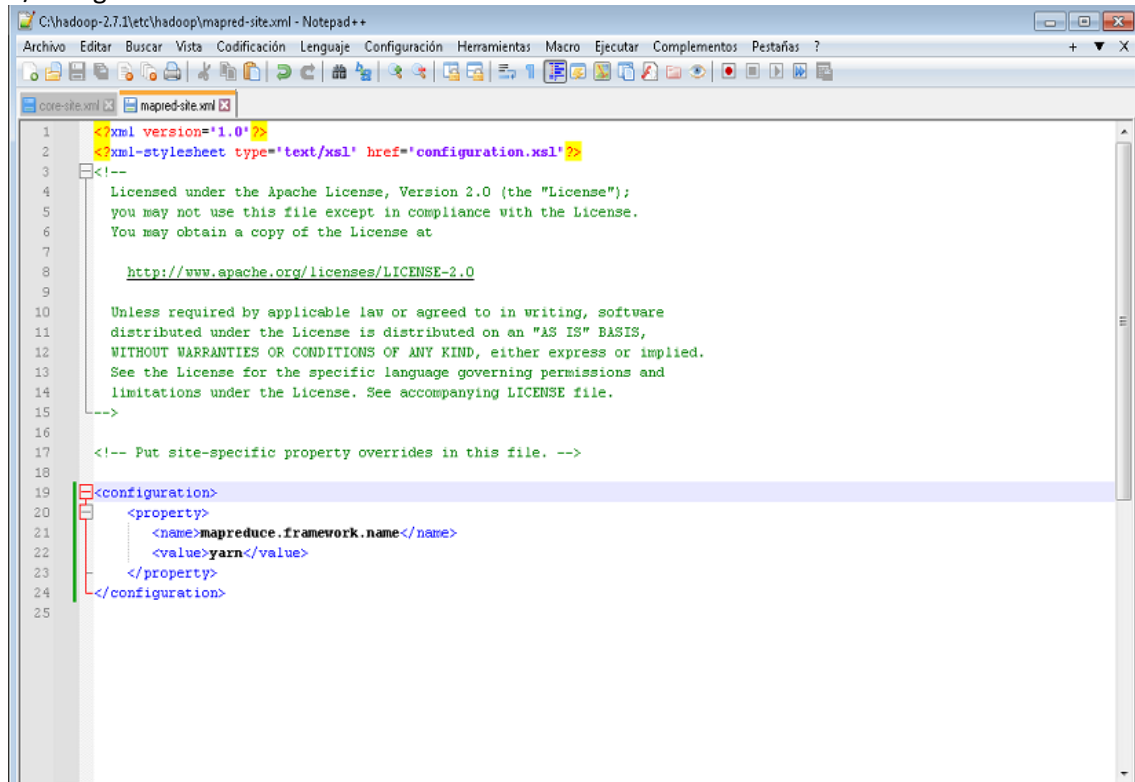 C:\hadoop-2.7.1\etc\hadoop\mapred-site.xml - Notepad++
Archivo Editar Buscar Vista Codificación Lenguaje Configuración Herramientas Macro Ejecutar Complementos Pestañas ? + ▼ X
core-site.xml mapred-site.xml
1 <?xml version="1.0"?>
2 <?xml-stylesheet type="text/xsl" href="configuration.xsl"?>
3 <!--
4 Licensed under the Apache License, Version 2.0 (the "License");
5 you may not use this file except in compliance with the License.
6 You may obtain a copy of the License at
7
8 http://www.apache.org/licenses/LICENSE-2.0
9
10 Unless required by applicable law or agreed to in writing, software
11 distributed under the License is distributed on an "AS IS" BASIS,
12 WITHOUT WARRANTIES OR CONDITIONS OF ANY KIND, either express or implied.
13 See the License for the specific language governing permissions and
14 limitations under the License. See accompanying LICENSE file.
15 -->
16
17 <!-- Put site-specific property overrides in this file. -->
18
19 <configuration>
20 <property>
21 <name>mapreduce.framework.name</name>
22 <value>yarn</value>
23 </property>
24 </configuration>
25